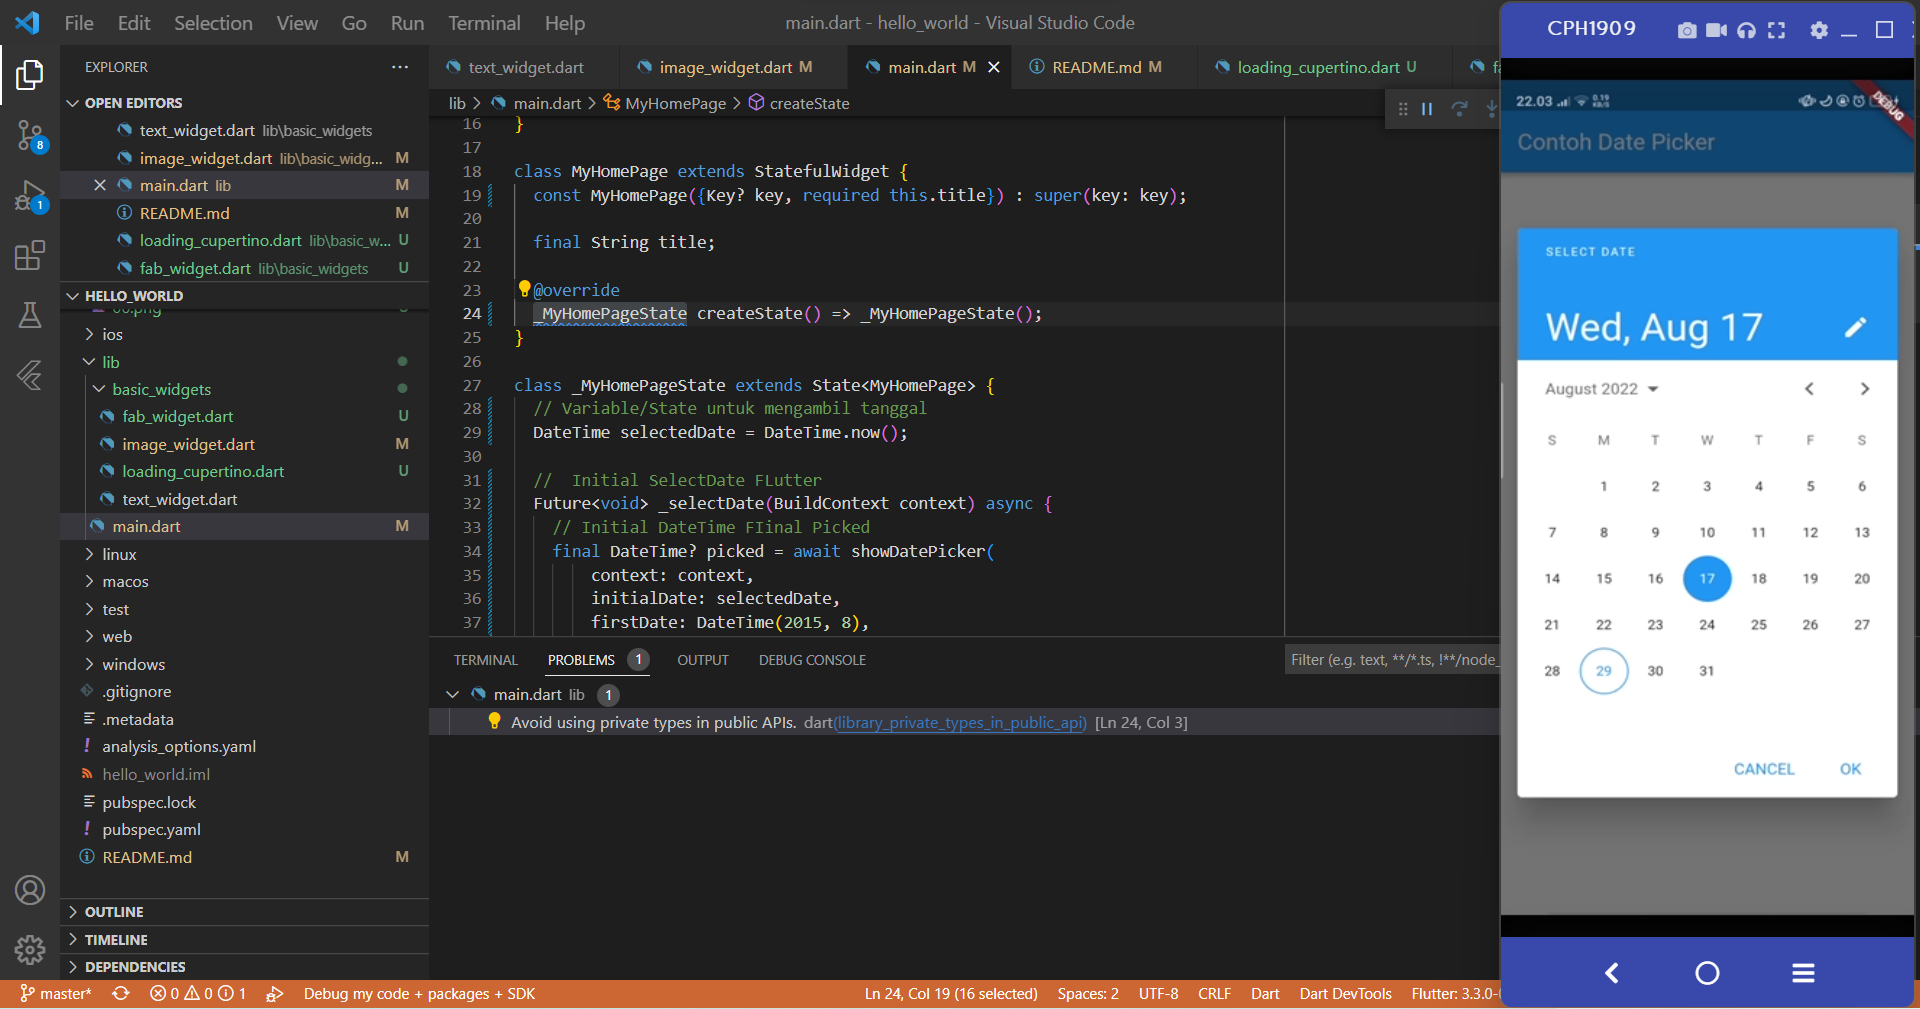 File Edit Selection View Go Run Terminal Help
main.dart - hello_world - Visual Studio Code
EXPLORER
OPEN EDITORS
text_widget.dart lib\basic_widgets
image_widget.dart lib\basic_widg... M
main.dart lib M
README.md M
loading_cupertino.dart lib\basic_w... U
fab_widget.dart lib\basic_widgets U
HELLO_WORLD
ios
lib
basic_widgets
fab_widget.dart U
image_widget.dart M
loading_cupertino.dart U
text_widget.dart
main.dart M
linux
macos
test
web
windows
.gitignore
.metadata
analysis_options.yaml
hello_world.iml
pubspec.lock
pubspec.yaml
README.md M
OUTLINE
TIMELINE
DEPENDENCIES
8
1
text_widget.dart image_widget.dart M main.dart M README.md M loading_cupertino.dart U
lib > main.dart > MyHomePage > createState
16 }
17
18 class MyHomePage extends StatefulWidget {
19 const MyHomePage({Key? key, required this.title}) : super(key: key);
20
21 final String title;
22
23 @override
24 _MyHomePageState createState() => _MyHomePageState();
25 }
26
27 class _MyHomePageState extends State<MyHomePage> {
28 // Variable/State untuk mengambil tanggal
29 DateTime selectedDate = DateTime.now();
30
31 //  Initial SelectDate FLutter
32 Future<void> _selectDate(BuildContext context) async {
33 // Initial DateTime FIinal Picked
34 final DateTime? picked = await showDatePicker(
35 context: context,
36 initialDate: selectedDate,
37 firstDate: DateTime(2015, 8),
TERMINAL PROBLEMS 1 OUTPUT DEBUG CONSOLE
Filter (e.g. text, **/*.ts, !**/node_
main.dart lib 1
Avoid using private types in public APIs. dart(library_private_types_in_public_api) [Ln 24, Col 3]
master* 0 0 1 Debug my code + packages + SDK
Ln 24, Col 19 (16 selected) Spaces: 2 UTF-8 CRLF Dart Dart DevTools Flutter: 3.3.0-
CPH1909
22.03 0.19 KB/S
DEBUG
Contoh Date Picker
SELECT DATE
Wed, Aug 17
August 2022
S M T W T F S
1 2 3 4 5 6
7 8 9 10 11 12 13
14 15 16 17 18 19 20
21 22 23 24 25 26 27
28 29 30 31
CANCEL OK